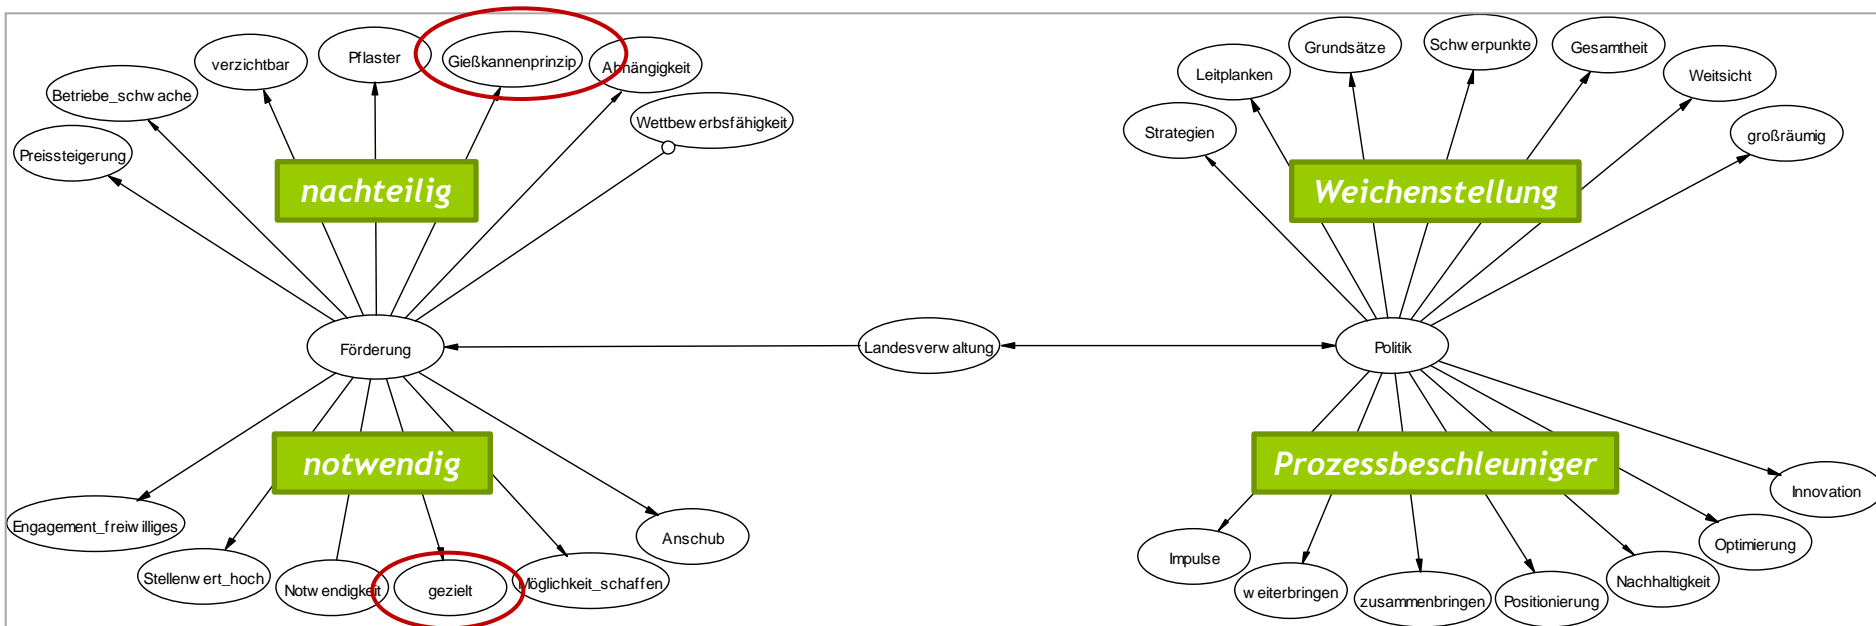 Pflaster
Gießkannenprinzip
verzichtbar
Abhängigkeit
Betriebe_schwache
Wettbewerbsfähigkeit
Preissteigerung
nachteilig
Förderung
notwendig
Engagement_freiwilliges
Stellenwert_hoch
Notwendigkeit
gezielt
Möglichkeit_schaffen
Anschub
Landesverwaltung
Grundsätze
Schwerpunkte
Gesamtheit
Leitplanken
Weitsicht
Strategien
großräumig
Weichenstellung
Politik
Prozessbeschleuniger
Impulse
weiterbringen
zusammenbringen
Positionierung
Nachhaltigkeit
Optimierung
Innovation